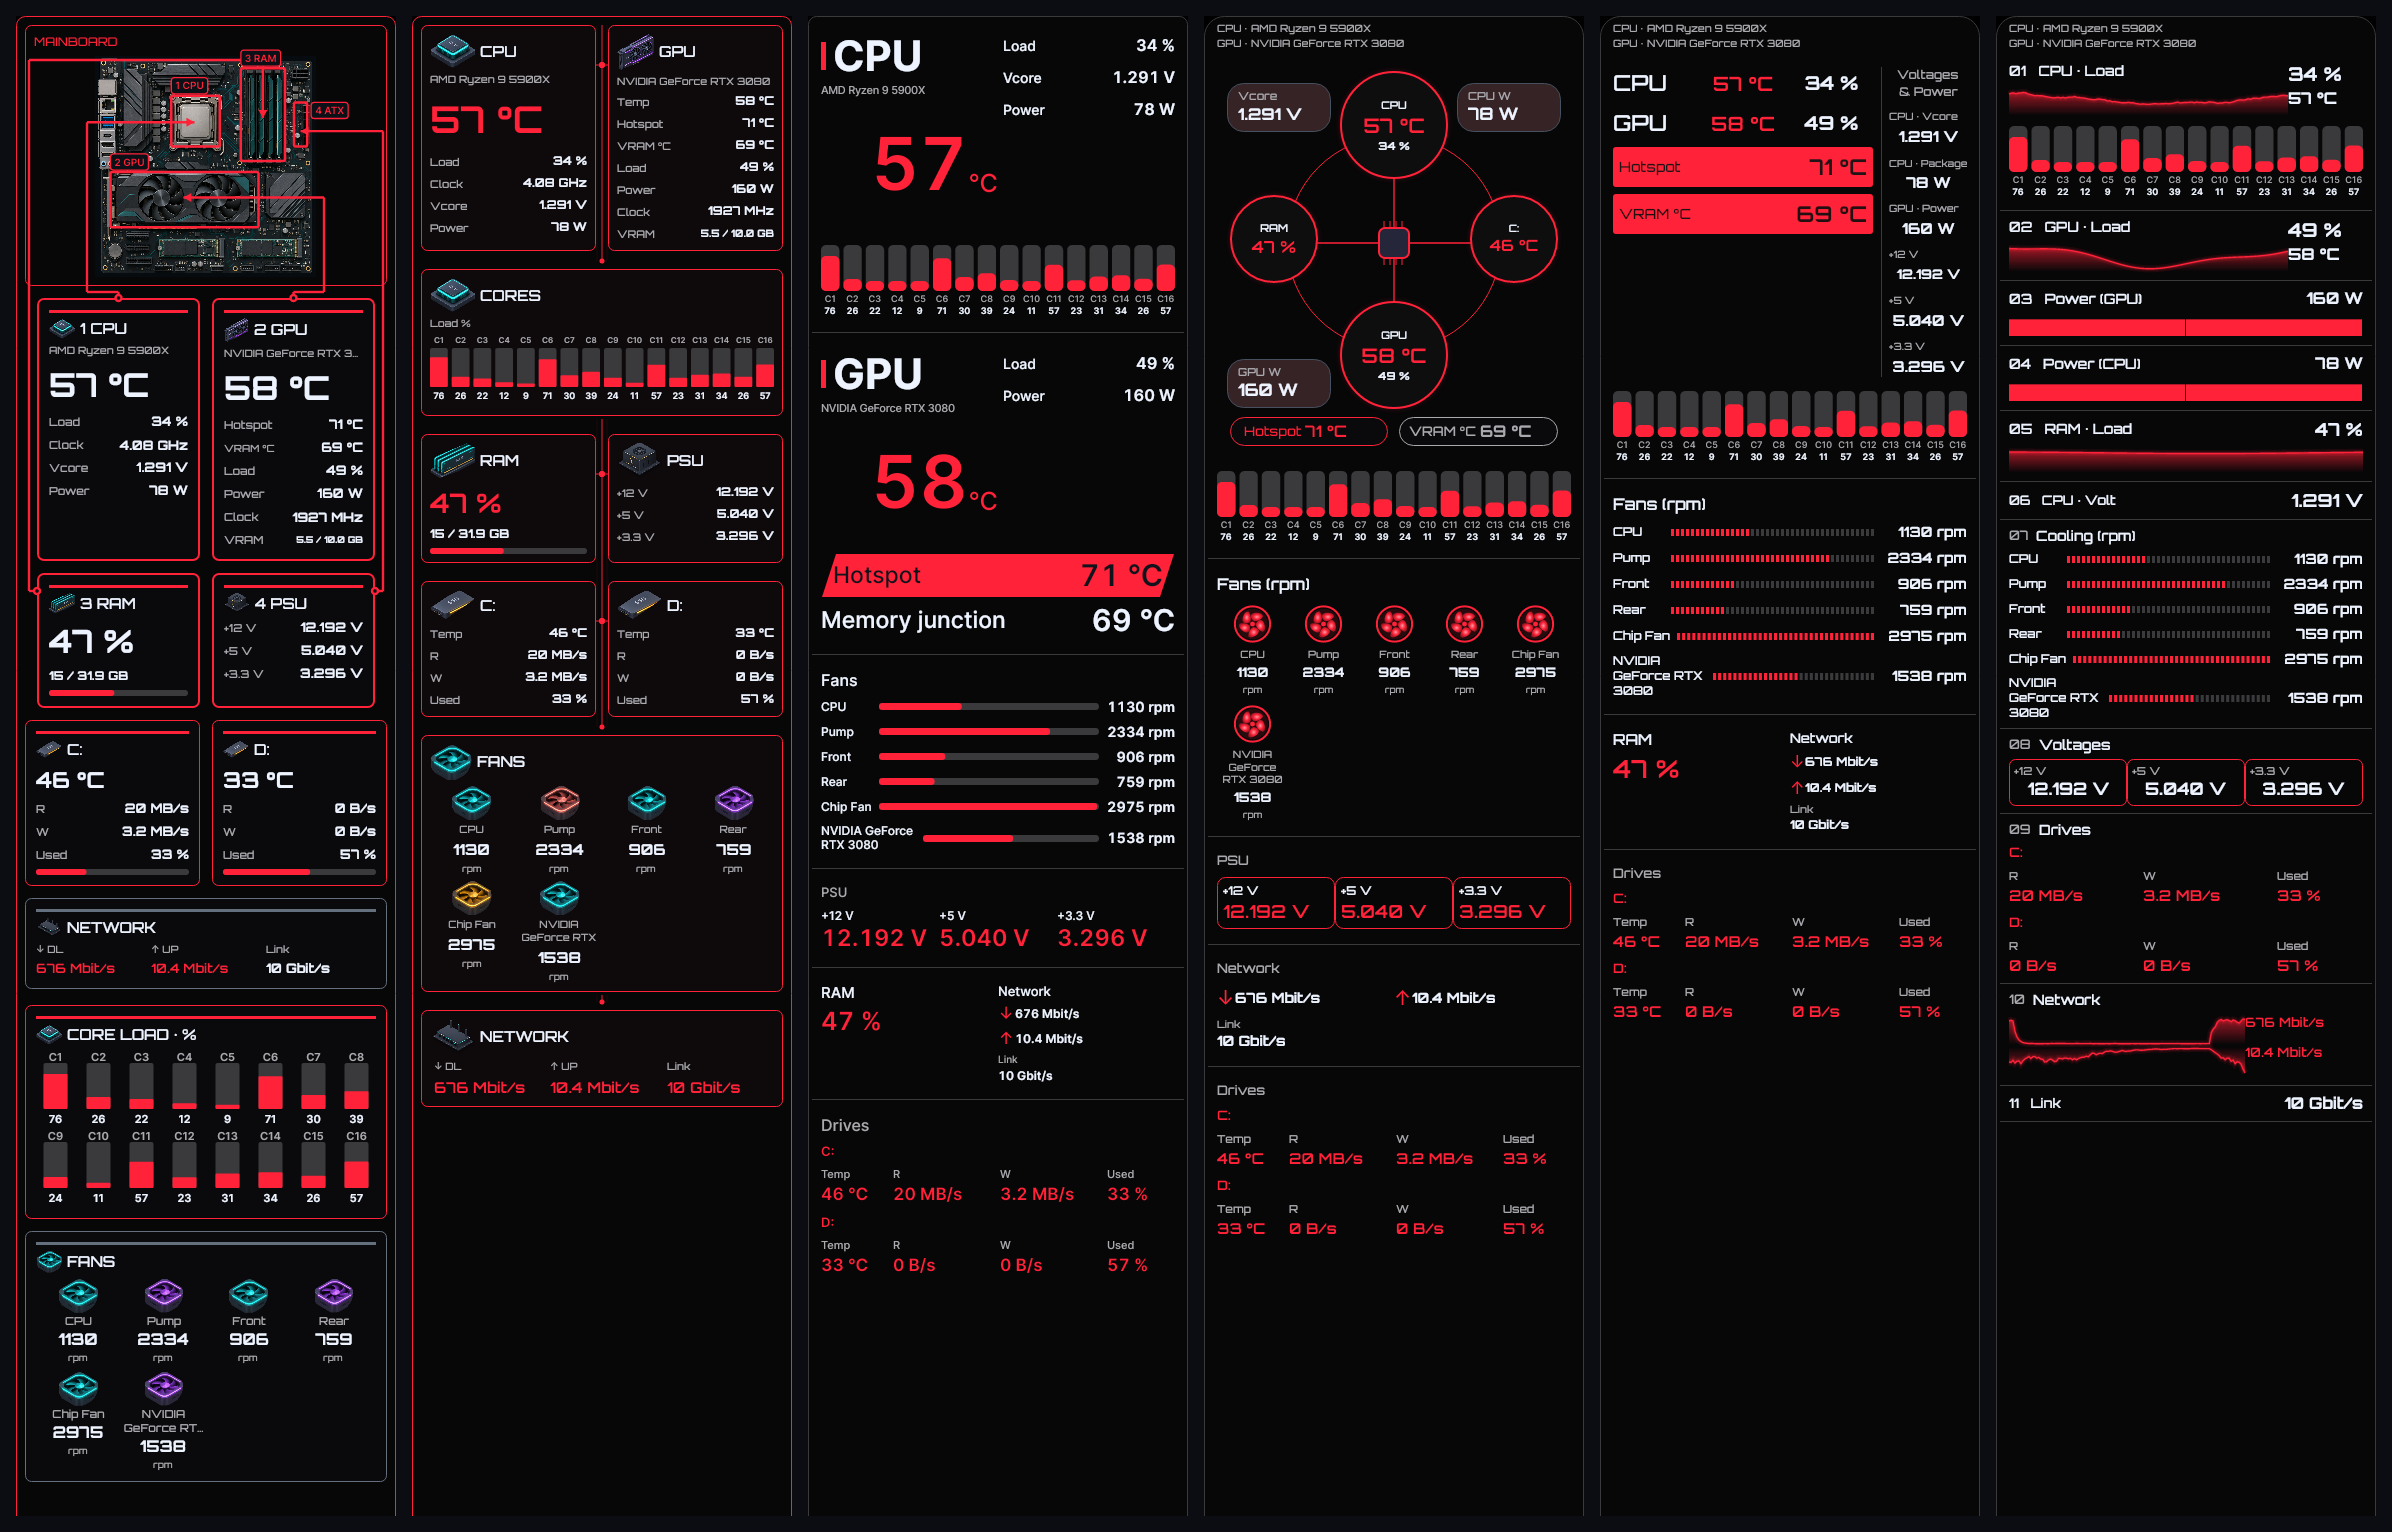 MAINBOARD
3 RAM
1 CPU
4 ATX
2 GPU
1 CPU
AMD Ryzen 9 5900X
57 °C
Load 34 %
Clock 4.08 GHz
Vcore 1.291 V
Power 78 W
2 GPU
NVIDIA GeForce RTX 3...
58 °C
Hotspot 71 °C
VRAM °C 69 °C
Load 49 %
Power 160 W
Clock 1927 MHz
VRAM 5.5 / 10.0 GB
3 RAM
47 %
15 / 31.9 GB
4 PSU
+12 V 12.192 V
+5 V 5.040 V
+3.3 V 3.296 V
C:
46 °C
R 20 MB/s
W 3.2 MB/s
Used 33 %
D:
33 °C
R 0 B/s
W 0 B/s
Used 57 %
NETWORK
↓ DL ↑ UP Link
676 Mbit/s 10.4 Mbit/s 10 Gbit/s
CORE LOAD · %
C1 C2 C3 C4 C5 C6 C7 C8
76 26 22 12 9 71 30 39
C9 C10 C11 C12 C13 C14 C15 C16
24 11 57 23 31 34 26 57
FANS
CPU Pump Front Rear
1130 2334 906 759
rpm rpm rpm rpm
Chip Fan NVIDIA
GeForce RT...
2975 1538
rpm rpm
CPU
AMD Ryzen 9 5900X
57 °C
Load 34 %
Clock 4.08 GHz
Vcore 1.291 V
Power 78 W
GPU
NVIDIA GeForce RTX 3080
Temp 58 °C
Hotspot 71 °C
VRAM °C 69 °C
Load 49 %
Power 160 W
Clock 1927 MHz
VRAM 5.5 / 10.0 GB
CORES
Load %
C1 C2 C3 C4 C5 C6 C7 C8 C9 C10 C11 C12 C13 C14 C15 C16
76 26 22 12 9 71 30 39 24 11 57 23 31 34 26 57
RAM
47 %
15 / 31.9 GB
PSU
+12 V 12.192 V
+5 V 5.040 V
+3.3 V 3.296 V
C:
Temp 46 °C
R 20 MB/s
W 3.2 MB/s
Used 33 %
D:
Temp 33 °C
R 0 B/s
W 0 B/s
Used 57 %
FANS
CPU Pump Front Rear
1130 2334 906 759
rpm rpm rpm rpm
Chip Fan NVIDIA
GeForce RTX
2975 1538
rpm rpm
NETWORK
↓ DL ↑ UP Link
676 Mbit/s 10.4 Mbit/s 10 Gbit/s
CPU
AMD Ryzen 9 5900X
Load 34 %
Vcore 1.291 V
Power 78 W
57 °C
C1 C2 C3 C4 C5 C6 C7 C8 C9 C10 C11 C12 C13 C14 C15 C16
76 26 22 12 9 71 30 39 24 11 57 23 31 34 26 57
GPU
NVIDIA GeForce RTX 3080
Load 49 %
Power 160 W
58 °C
Hotspot 71 °C
Memory junction 69 °C
Fans
CPU 1130 rpm
Pump 2334 rpm
Front 906 rpm
Rear 759 rpm
Chip Fan 2975 rpm
NVIDIA GeForce
RTX 3080 1538 rpm
PSU
+12 V +5 V +3.3 V
12.192 V 5.040 V 3.296 V
RAM
47 %
Network
↓ 676 Mbit/s
↑ 10.4 Mbit/s
Link
10 Gbit/s
Drives
C:
Temp R W Used
46 °C 20 MB/s 3.2 MB/s 33 %
D:
Temp R W Used
33 °C 0 B/s 0 B/s 57 %
CPU · AMD Ryzen 9 5900X
GPU · NVIDIA GeForce RTX 3080
Vcore
1.291 V
CPU
57 °C
34 %
CPU W
78 W
RAM
47 %
C:
46 °C
GPU
58 °C
49 %
GPU W
160 W
Hotspot 71 °C
VRAM °C 69 °C
C1 C2 C3 C4 C5 C6 C7 C8 C9 C10 C11 C12 C13 C14 C15 C16
76 26 22 12 9 71 30 39 24 11 57 23 31 34 26 57
Fans (rpm)
CPU Pump Front Rear Chip Fan
1130 2334 906 759 2975
rpm rpm rpm rpm rpm
NVIDIA
GeForce
RTX 3080
1538
rpm
PSU
+12 V +5 V +3.3 V
12.192 V 5.040 V 3.296 V
Network
↓ 676 Mbit/s ↑ 10.4 Mbit/s
Link
10 Gbit/s
Drives
C:
Temp R W Used
46 °C 20 MB/s 3.2 MB/s 33 %
D:
Temp R W Used
33 °C 0 B/s 0 B/s 57 %
CPU · AMD Ryzen 9 5900X
GPU · NVIDIA GeForce RTX 3080
CPU 57 °C 34 %
GPU 58 °C 49 %
Hotspot 71 °C
VRAM °C 69 °C
Voltages
& Power
CPU · Vcore
1.291 V
CPU · Package
78 W
GPU · Power
160 W
+12 V
12.192 V
+5 V
5.040 V
+3.3 V
3.296 V
C1 C2 C3 C4 C5 C6 C7 C8 C9 C10 C11 C12 C13 C14 C15 C16
76 26 22 12 9 71 30 39 24 11 57 23 31 34 26 57
Fans (rpm)
CPU 1130 rpm
Pump 2334 rpm
Front 906 rpm
Rear 759 rpm
Chip Fan 2975 rpm
NVIDIA
GeForce RTX 1538 rpm
3080
RAM
47 %
Network
↓ 676 Mbit/s
↑ 10.4 Mbit/s
Link
10 Gbit/s
Drives
C:
Temp R W Used
46 °C 20 MB/s 3.2 MB/s 33 %
D:
Temp R W Used
33 °C 0 B/s 0 B/s 57 %
CPU · AMD Ryzen 9 5900X
GPU · NVIDIA GeForce RTX 3080
01 CPU · Load 34 %
57 °C
C1 C2 C3 C4 C5 C6 C7 C8 C9 C10 C11 C12 C13 C14 C15 C16
76 26 22 12 9 71 30 39 24 11 57 23 31 34 26 57
02 GPU · Load 49 %
58 °C
03 Power (GPU) 160 W
04 Power (CPU) 78 W
05 RAM · Load 47 %
06 CPU · Volt 1.291 V
07 Cooling (rpm)
CPU 1130 rpm
Pump 2334 rpm
Front 906 rpm
Rear 759 rpm
Chip Fan 2975 rpm
NVIDIA
GeForce RTX 1538 rpm
3080
08 Voltages
+12 V +5 V +3.3 V
12.192 V 5.040 V 3.296 V
09 Drives
C:
R W Used
20 MB/s 3.2 MB/s 33 %
D:
R W Used
0 B/s 0 B/s 57 %
10 Network
676 Mbit/s
10.4 Mbit/s
11 Link 10 Gbit/s